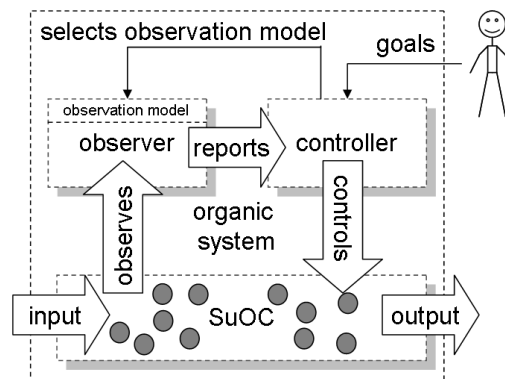 selects observation model
goals
observation model
observer
reports
controller
observes
organic
system
controls
input
SuOC
output